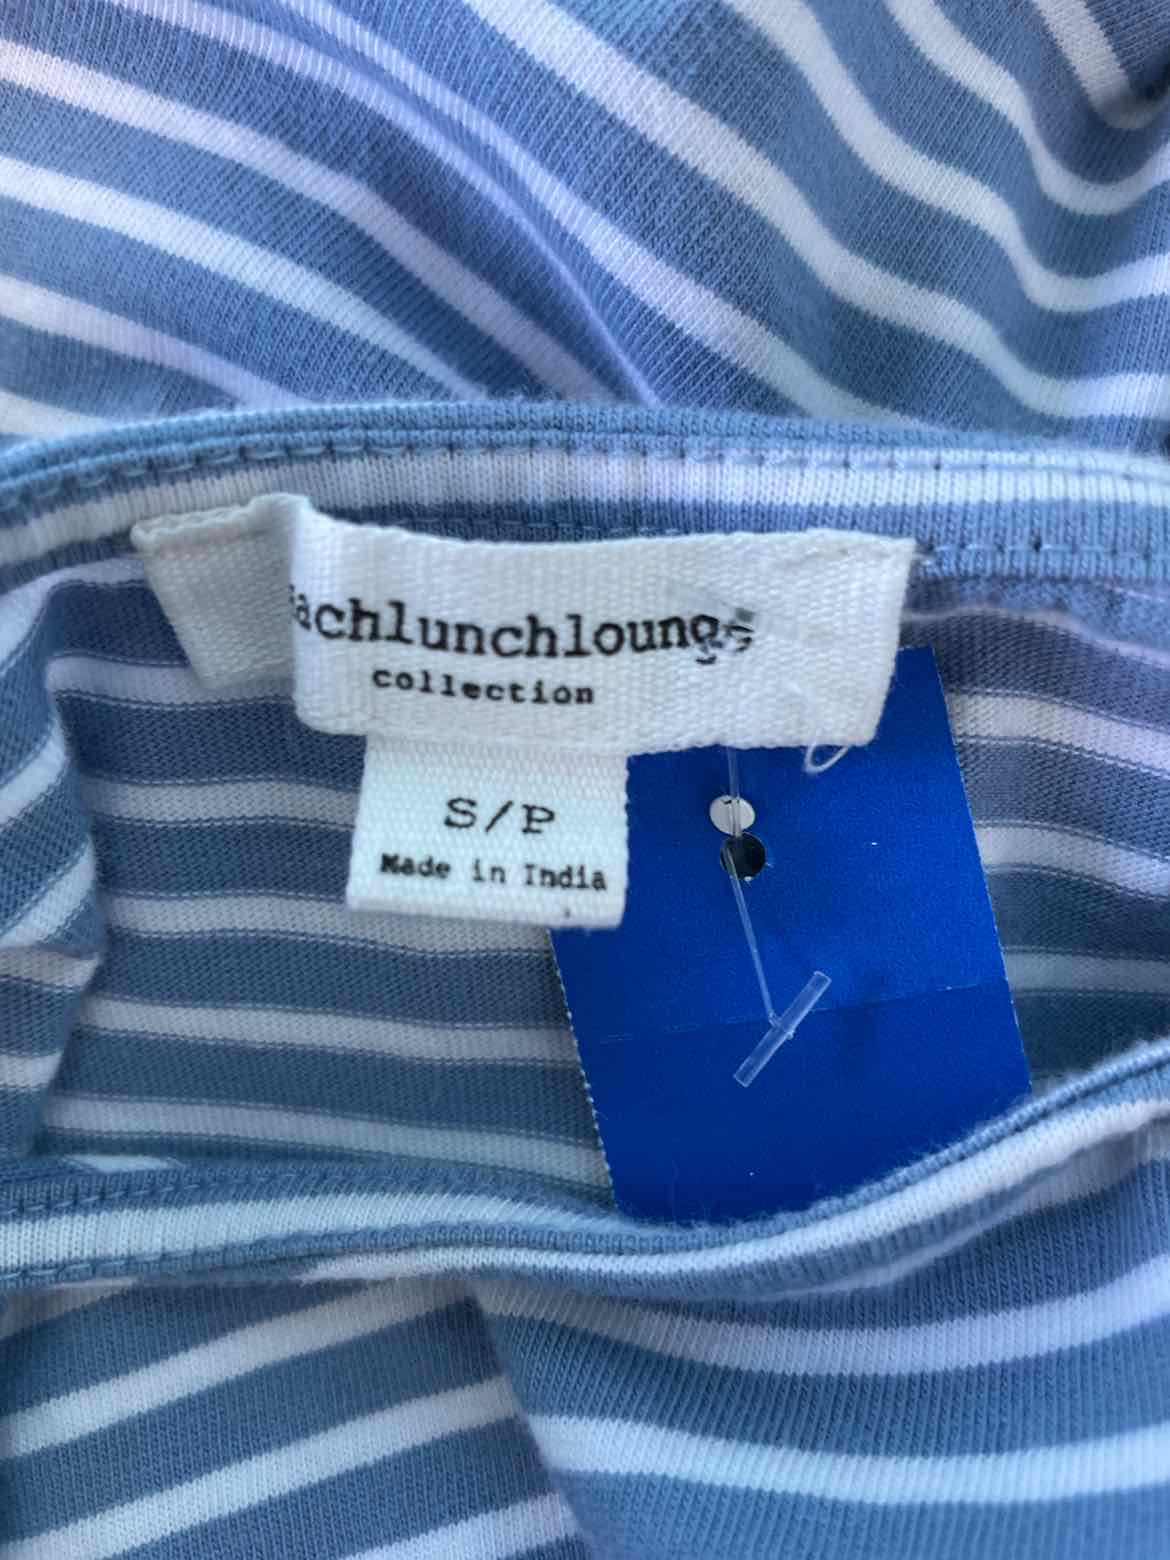 achlunchlounge
collection
S/P
Made in India